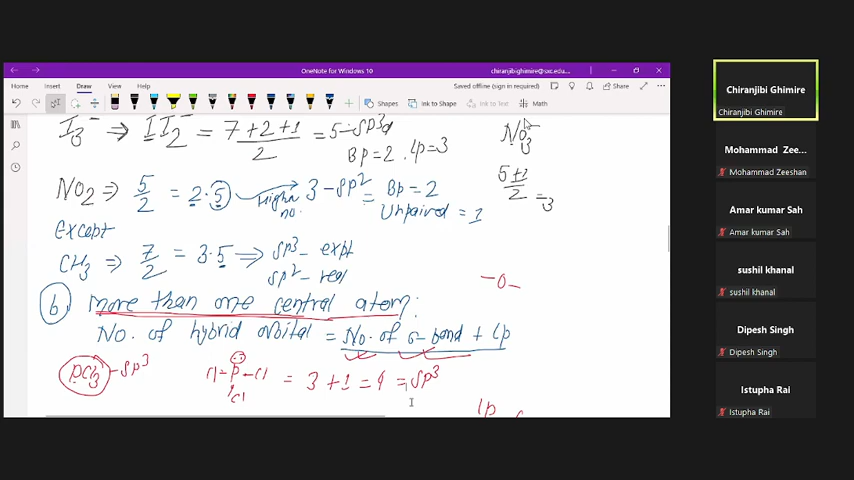 OneNote for Windows 10
chiranjibighimire@sxc.edu...
Home Insert Draw View Help
Saved offline (sign in required)
Shapes Ink to Shape Ink to Text Math
I3⁻ ⇒ I I2⁻ = 7+2+1/2 = 5-sp³d
Bp=2, lp=3
NO3⁻
5+1/2 = 3
NO2 ⇒ 5/2 = 2.5 Higher no. 3-sp² = Bp=2
Unpaired = 1
Except
CH3 ⇒ 7/2 = 3.5 ⇒ sp³ - expt
sp² - real
-O-
b More than one central atom:
No. of hybrid orbital = No. of σ-bond + lp
PCl3 - sp³
Cl-P-Cl = 3+1 = 4 = sp³
Cl
lp
Chiranjibi Ghimire
Chiranjibi Ghimire
Mohammad Zee...
Mohammad Zeeshan
Amar kumar Sah
Amar kumar Sah
sushil khanal
sushil khanal
Dipesh Singh
Dipesh Singh
Istupha Rai
Istupha Rai